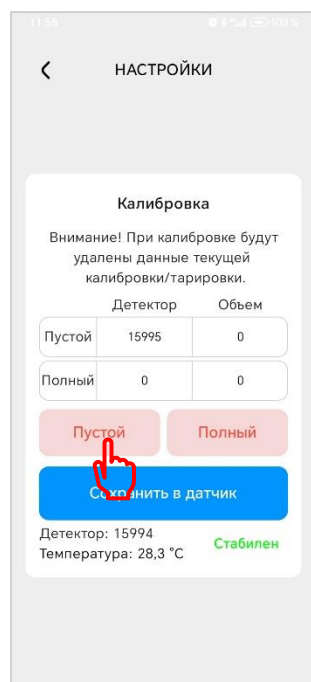 11:55 100 %
НАСТРОЙКИ
Калибровка
Внимание! При калибровке будут
удалены данные текущей
калибровки/тарировки.
Детектор Объем
Пустой 15995 0
Полный 0 0
Пустой Полный
Сохранить в датчик
Детектор: 15994
Температура: 28,3 °C Стабилен